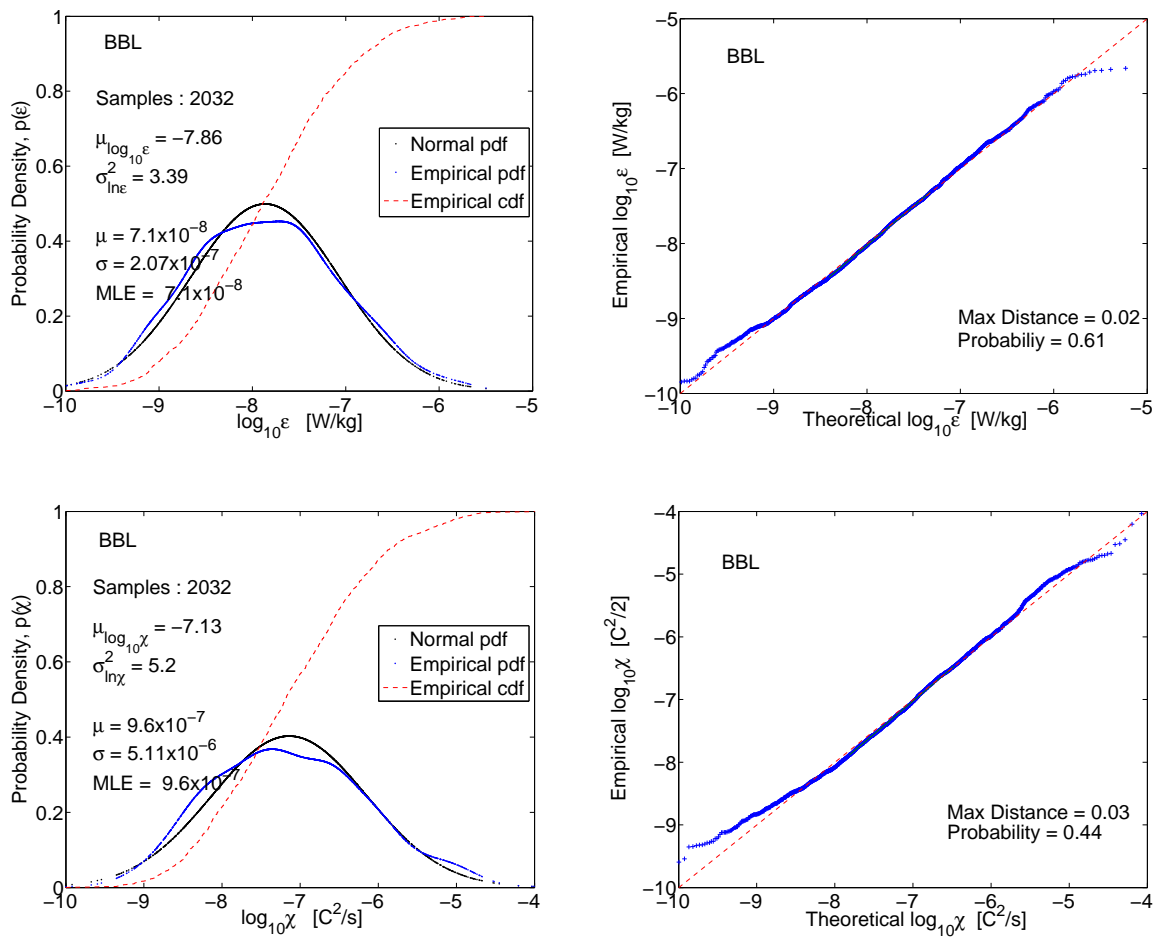 BBL
Samples : 2032
μlog10ε = −7.86
σ2lnε = 3.39
μ = 7.1x10−8
σ = 2.07x10−7
MLE = 7.1x10−8
Normal pdf
Empirical pdf
Empirical cdf
Probability Density, p(ε)
0
0.2
0.4
0.6
0.8
1
−10
−9
−8
−7
−6
−5
log10ε [W/kg]
BBL
Max Distance = 0.02
Probabiliy = 0.61
Empirical log10ε [W/kg]
−5
−6
−7
−8
−9
−10
−10
−9
−8
−7
−6
−5
Theoretical log10ε [W/kg]
BBL
Samples : 2032
μlog10χ = −7.13
σ2lnχ = 5.2
μ = 9.6x10−7
σ = 5.11x10−6
MLE = 9.6x10−7
Normal pdf
Empirical pdf
Empirical cdf
Probability Density, p(χ)
0
0.2
0.4
0.6
0.8
1
−10
−9
−8
−7
−6
−5
−4
log10χ [C2/s]
BBL
Max Distance = 0.03
Probability = 0.44
Empirical log10χ [C2/2]
−4
−5
−6
−7
−8
−9
−10
−10
−9
−8
−7
−6
−5
−4
Theoretical log10χ [C2/s]